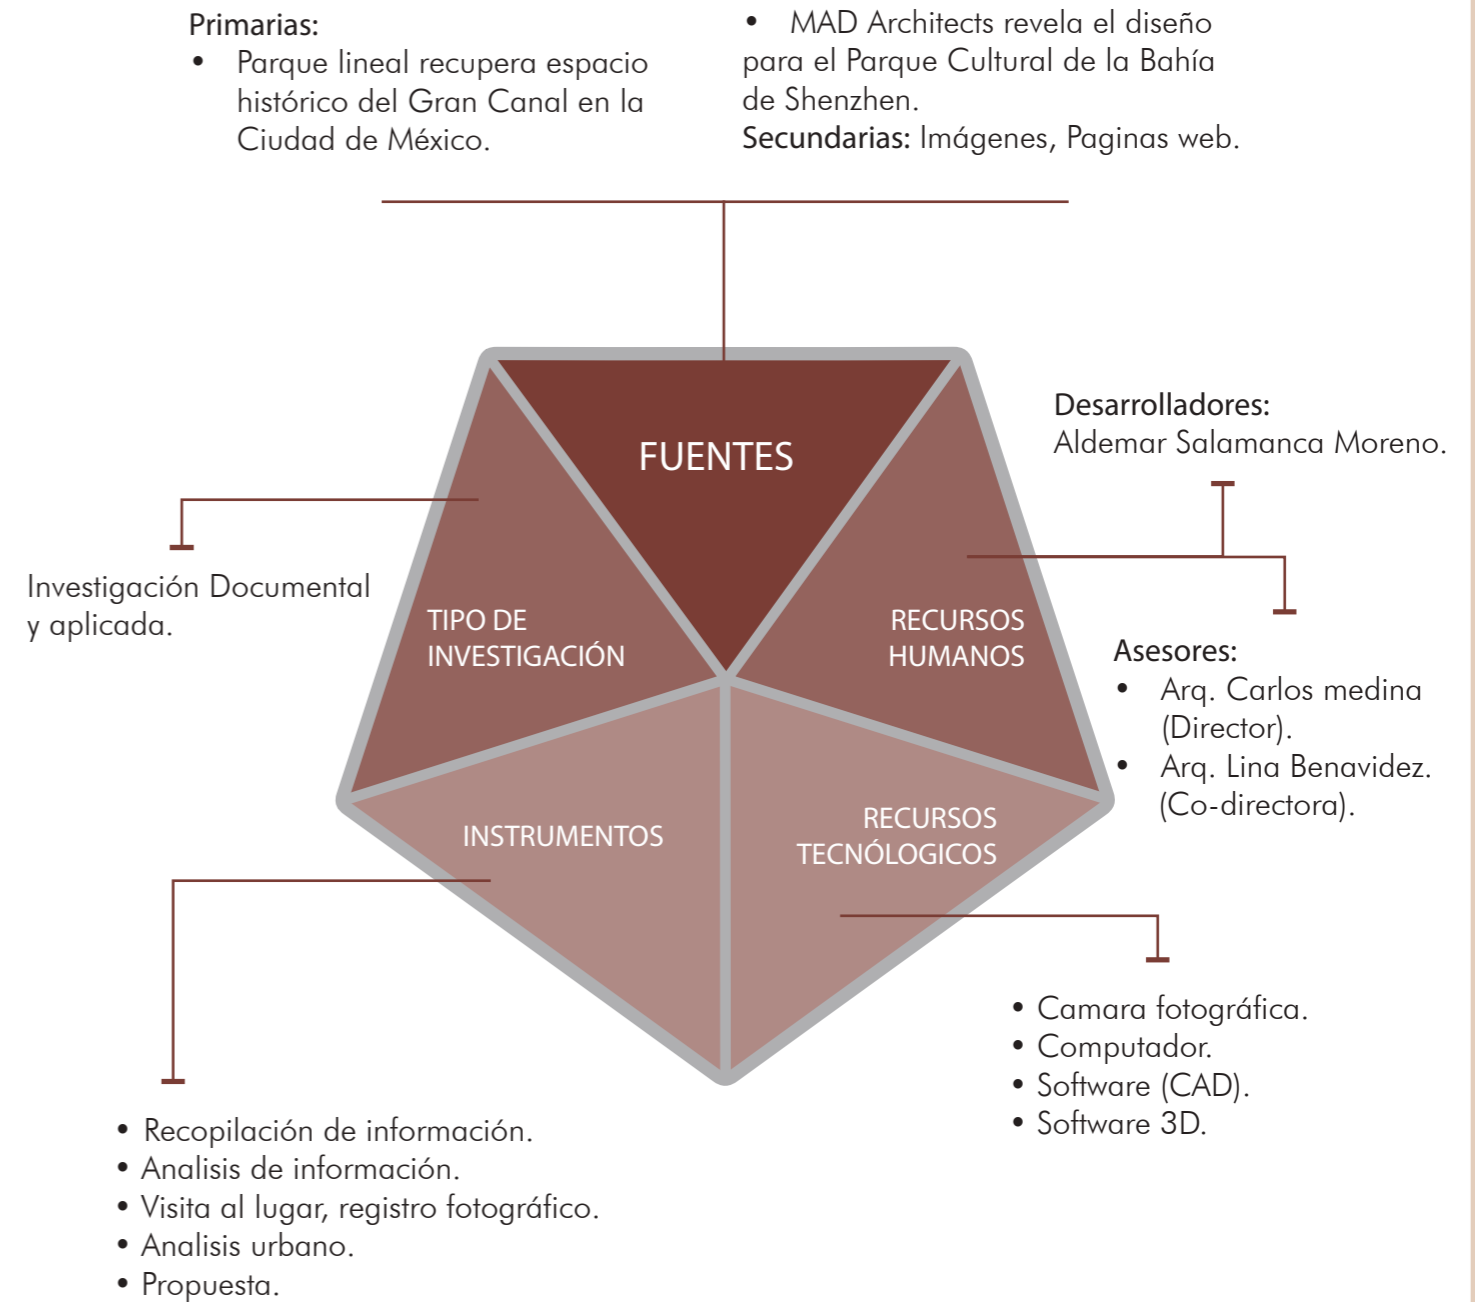 Primarias:
• Parque lineal recupera espacio
histórico del Gran Canal en la
Ciudad de México.
• MAD Architects revela el diseño
para el Parque Cultural de la Bahía
de Shenzhen.
Secundarias: Imágenes, Paginas web.
FUENTES
Desarrolladores:
Aldemar Salamanca Moreno.
Investigación Documental
y aplicada.
TIPO DE
INVESTIGACIÓN
RECURSOS
HUMANOS
Asesores:
• Arq. Carlos medina
(Director).
• Arq. Lina Benavidez.
(Co-directora).
INSTRUMENTOS
RECURSOS
TECNÓLOGICOS
• Camara fotográfica.
• Computador.
• Software (CAD).
• Software 3D.
• Recopilación de información.
• Analisis de información.
• Visita al lugar, registro fotográfico.
• Analisis urbano.
• Propuesta.